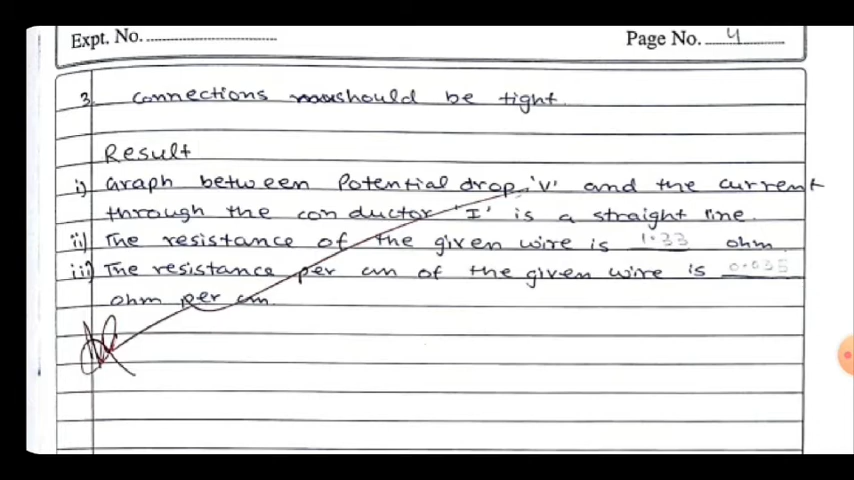 Expt. No.
Page No. 4
3. Connections should be tight.
Result
i) Graph between Potential drop 'V' and the current
through the conductor 'I' is a straight line.
ii) The resistance of the given wire is 1.33 ohm.
iii) The resistance per cm of the given wire is 0.035
ohm per cm.